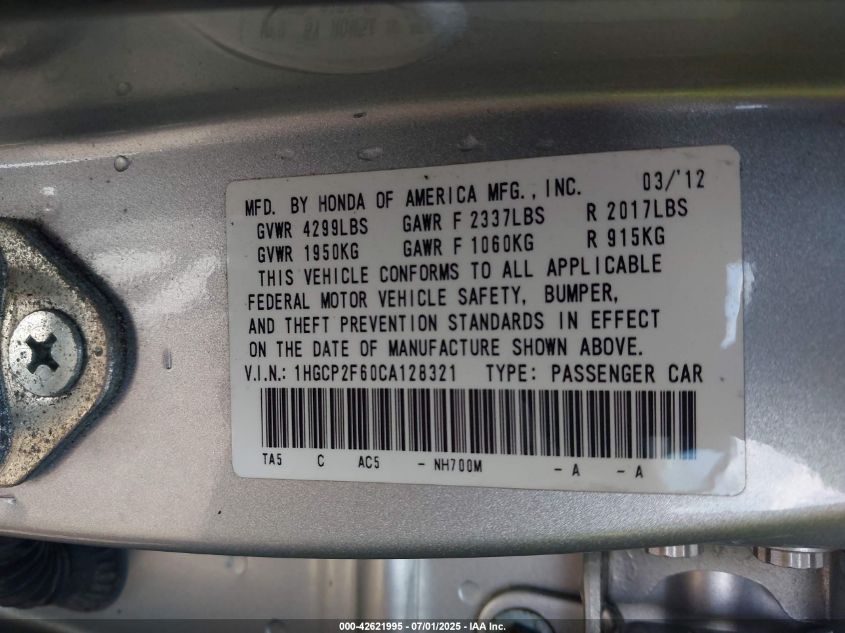 MFD. BY HONDA OF AMERICA MFG., INC. 03/'12
GVWR 4299LBS GAWR F 2337LBS R 2017LBS
GVWR 1950KG GAWR F 1060KG R 915KG
THIS VEHICLE CONFORMS TO ALL APPLICABLE
FEDERAL MOTOR VEHICLE SAFETY, BUMPER,
AND THEFT PREVENTION STANDARDS IN EFFECT
ON THE DATE OF MANUFACTURE SHOWN ABOVE.
V.I.N.: 1HGCP2F60CA128321 TYPE: PASSENGER CAR
TA5 C AC5 - NH700M - A - A
000-42621995 - 07/01/2025 - IAA Inc.